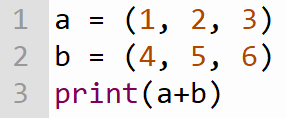 1 a = (1, 2, 3)
2 b = (4, 5, 6)
3 print(a+b)